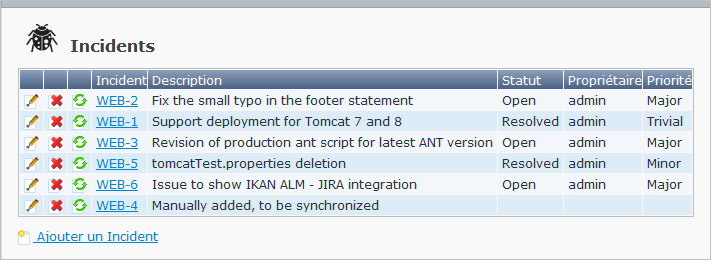 Incidents
Incident Description Statut Propriétaire Priorité
WEB-2 Fix the small typo in the footer statement Open admin Major
WEB-1 Support deployment for Tomcat 7 and 8 Resolved admin Trivial
WEB-3 Revision of production ant script for latest ANT version Open admin Major
WEB-5 tomcatTest.properties deletion Resolved admin Minor
WEB-6 Issue to show IKAN ALM - JIRA integration Open admin Major
WEB-4 Manually added, to be synchronized
Ajouter un Incident